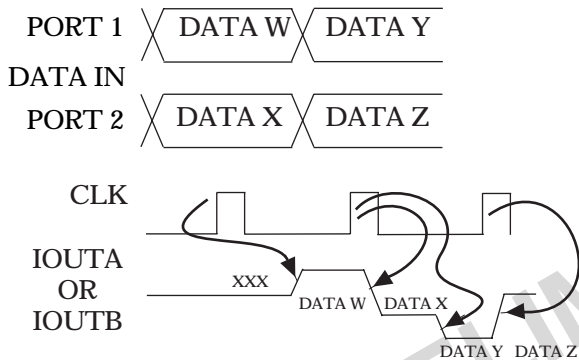 PORT 1 DATA W DATA Y
DATA IN
PORT 2 DATA X DATA Z
CLK
IOUTA
OR
IOUTB
XXX
DATA W DATA X
DATA Y DATA Z